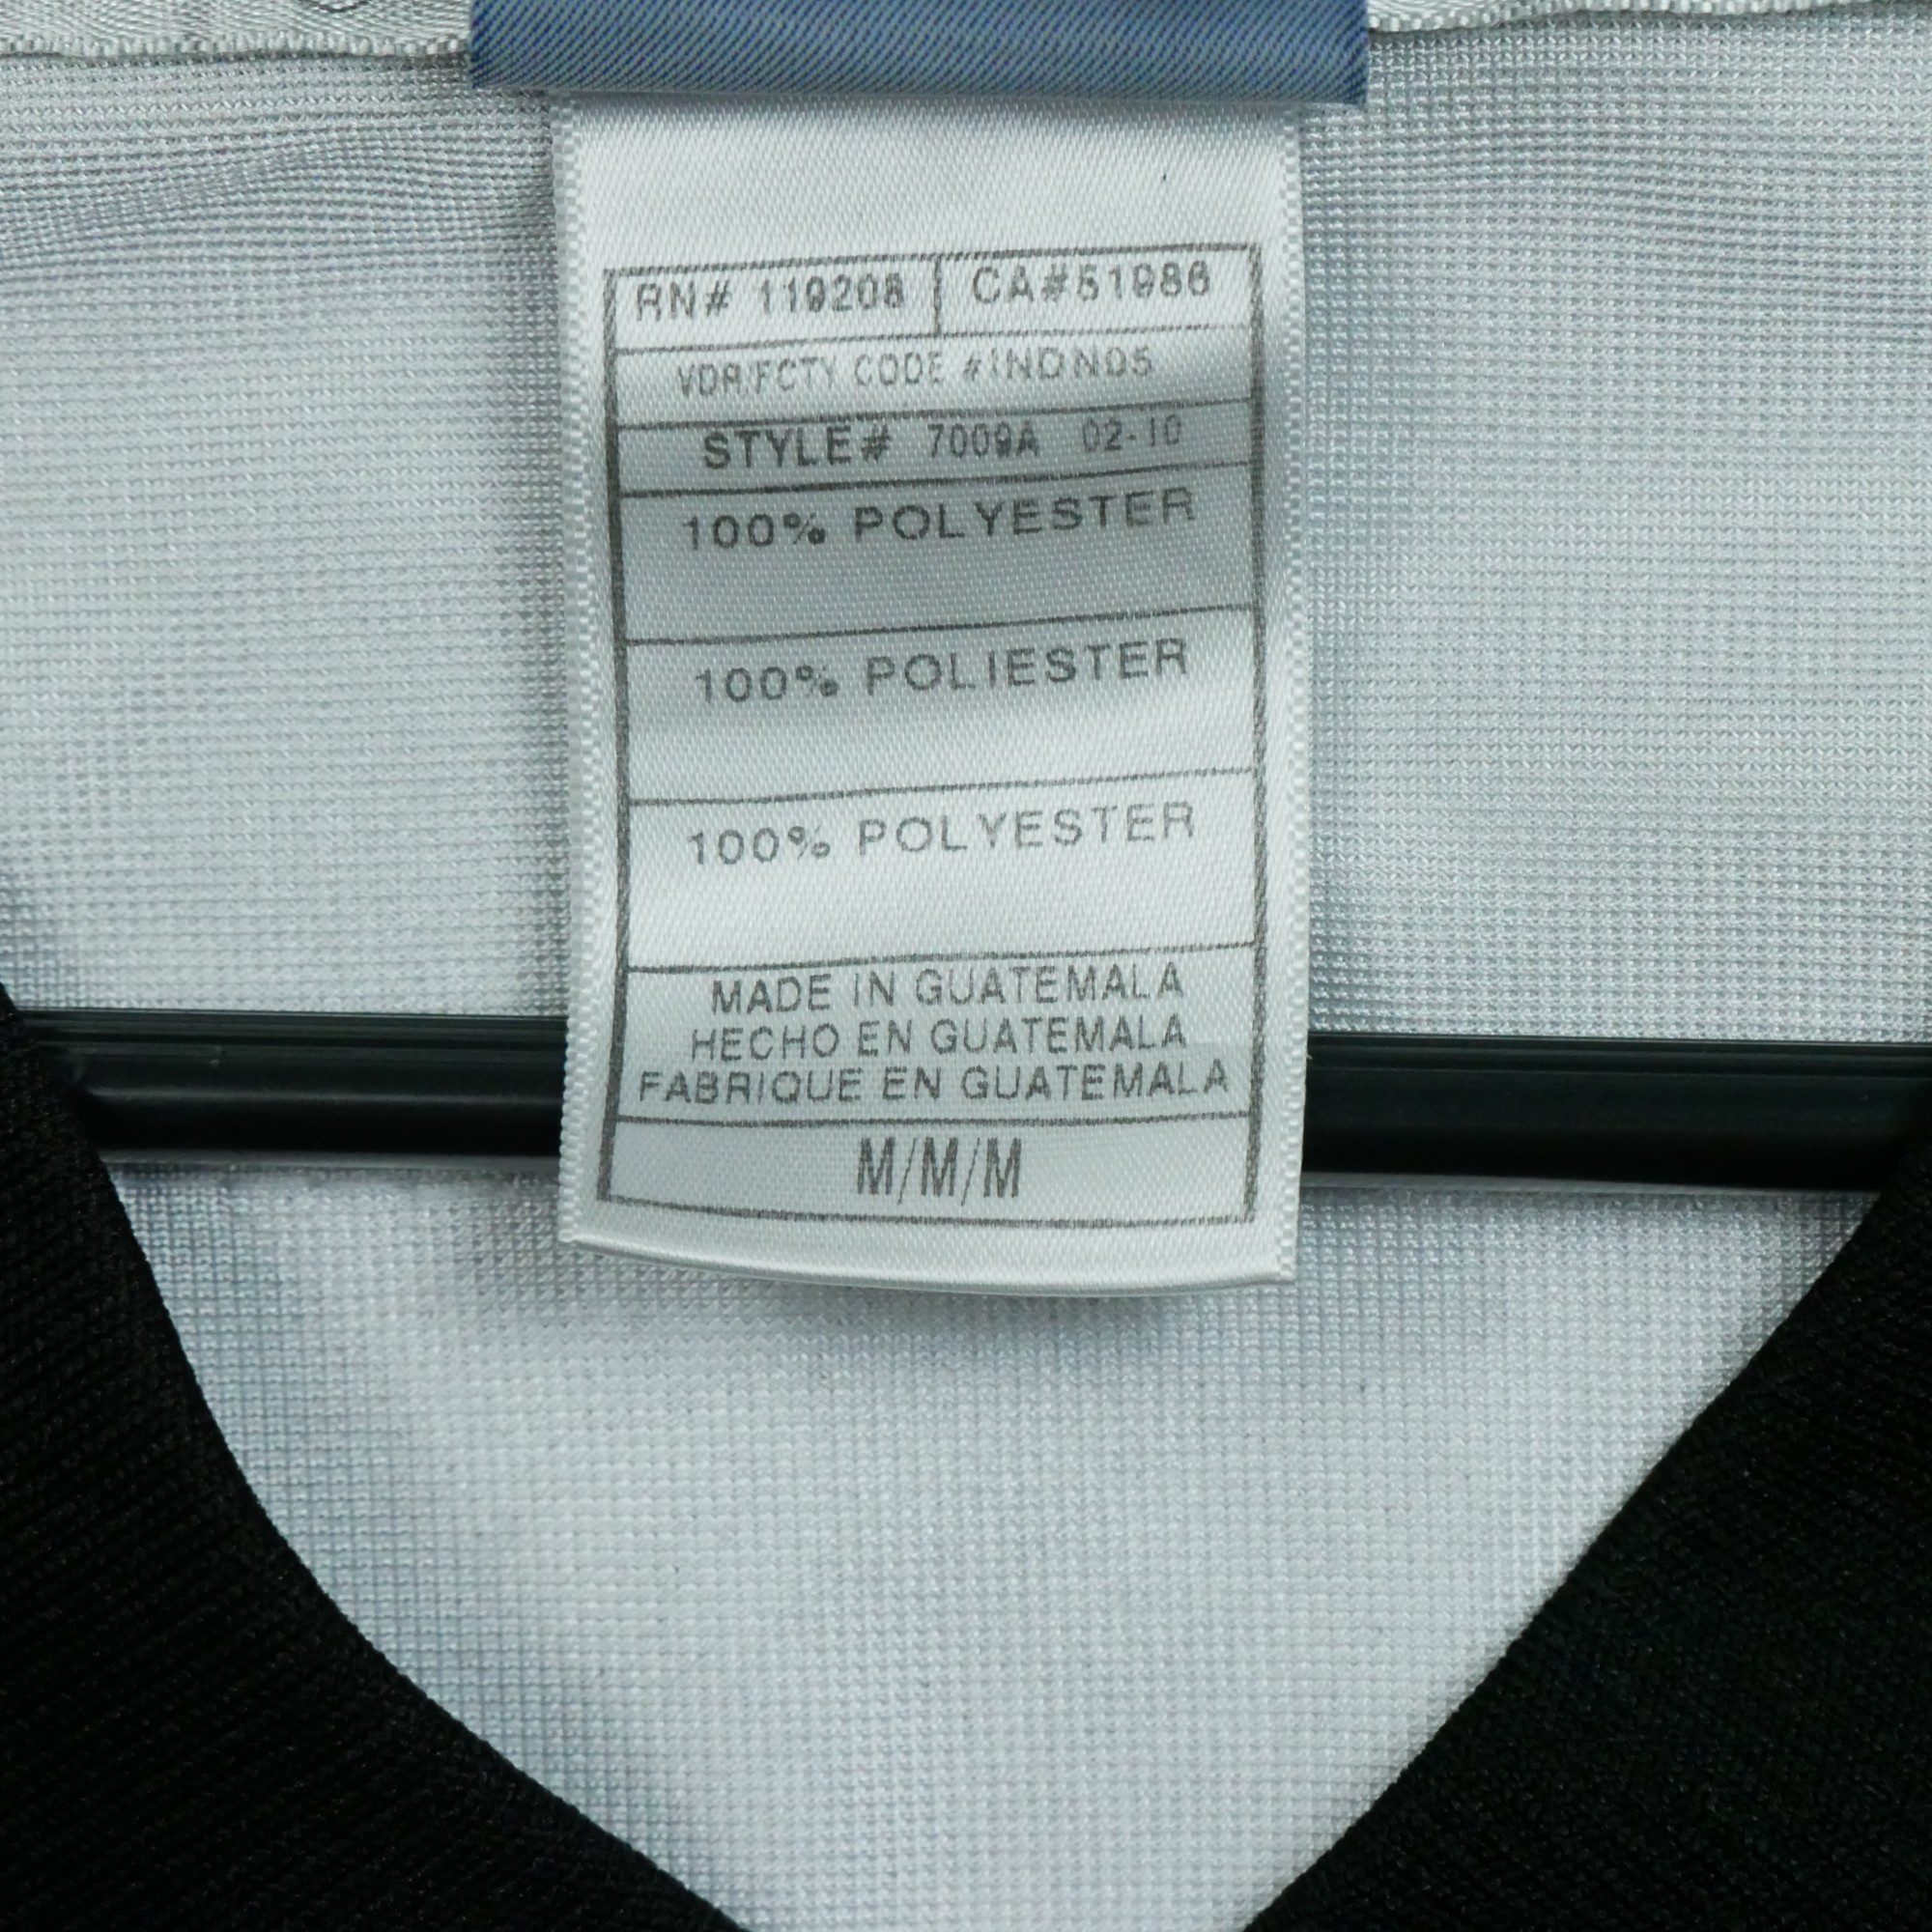 RN# 119208 CA#51986
VDR/FCTY CODE #INDN05
STYLE# 7009A 02-10
100% POLYESTER
100% POLIESTER
100% POLYESTER
MADE IN GUATEMALA
HECHO EN GUATEMALA
FABRIQUE EN GUATEMALA
M/M/M